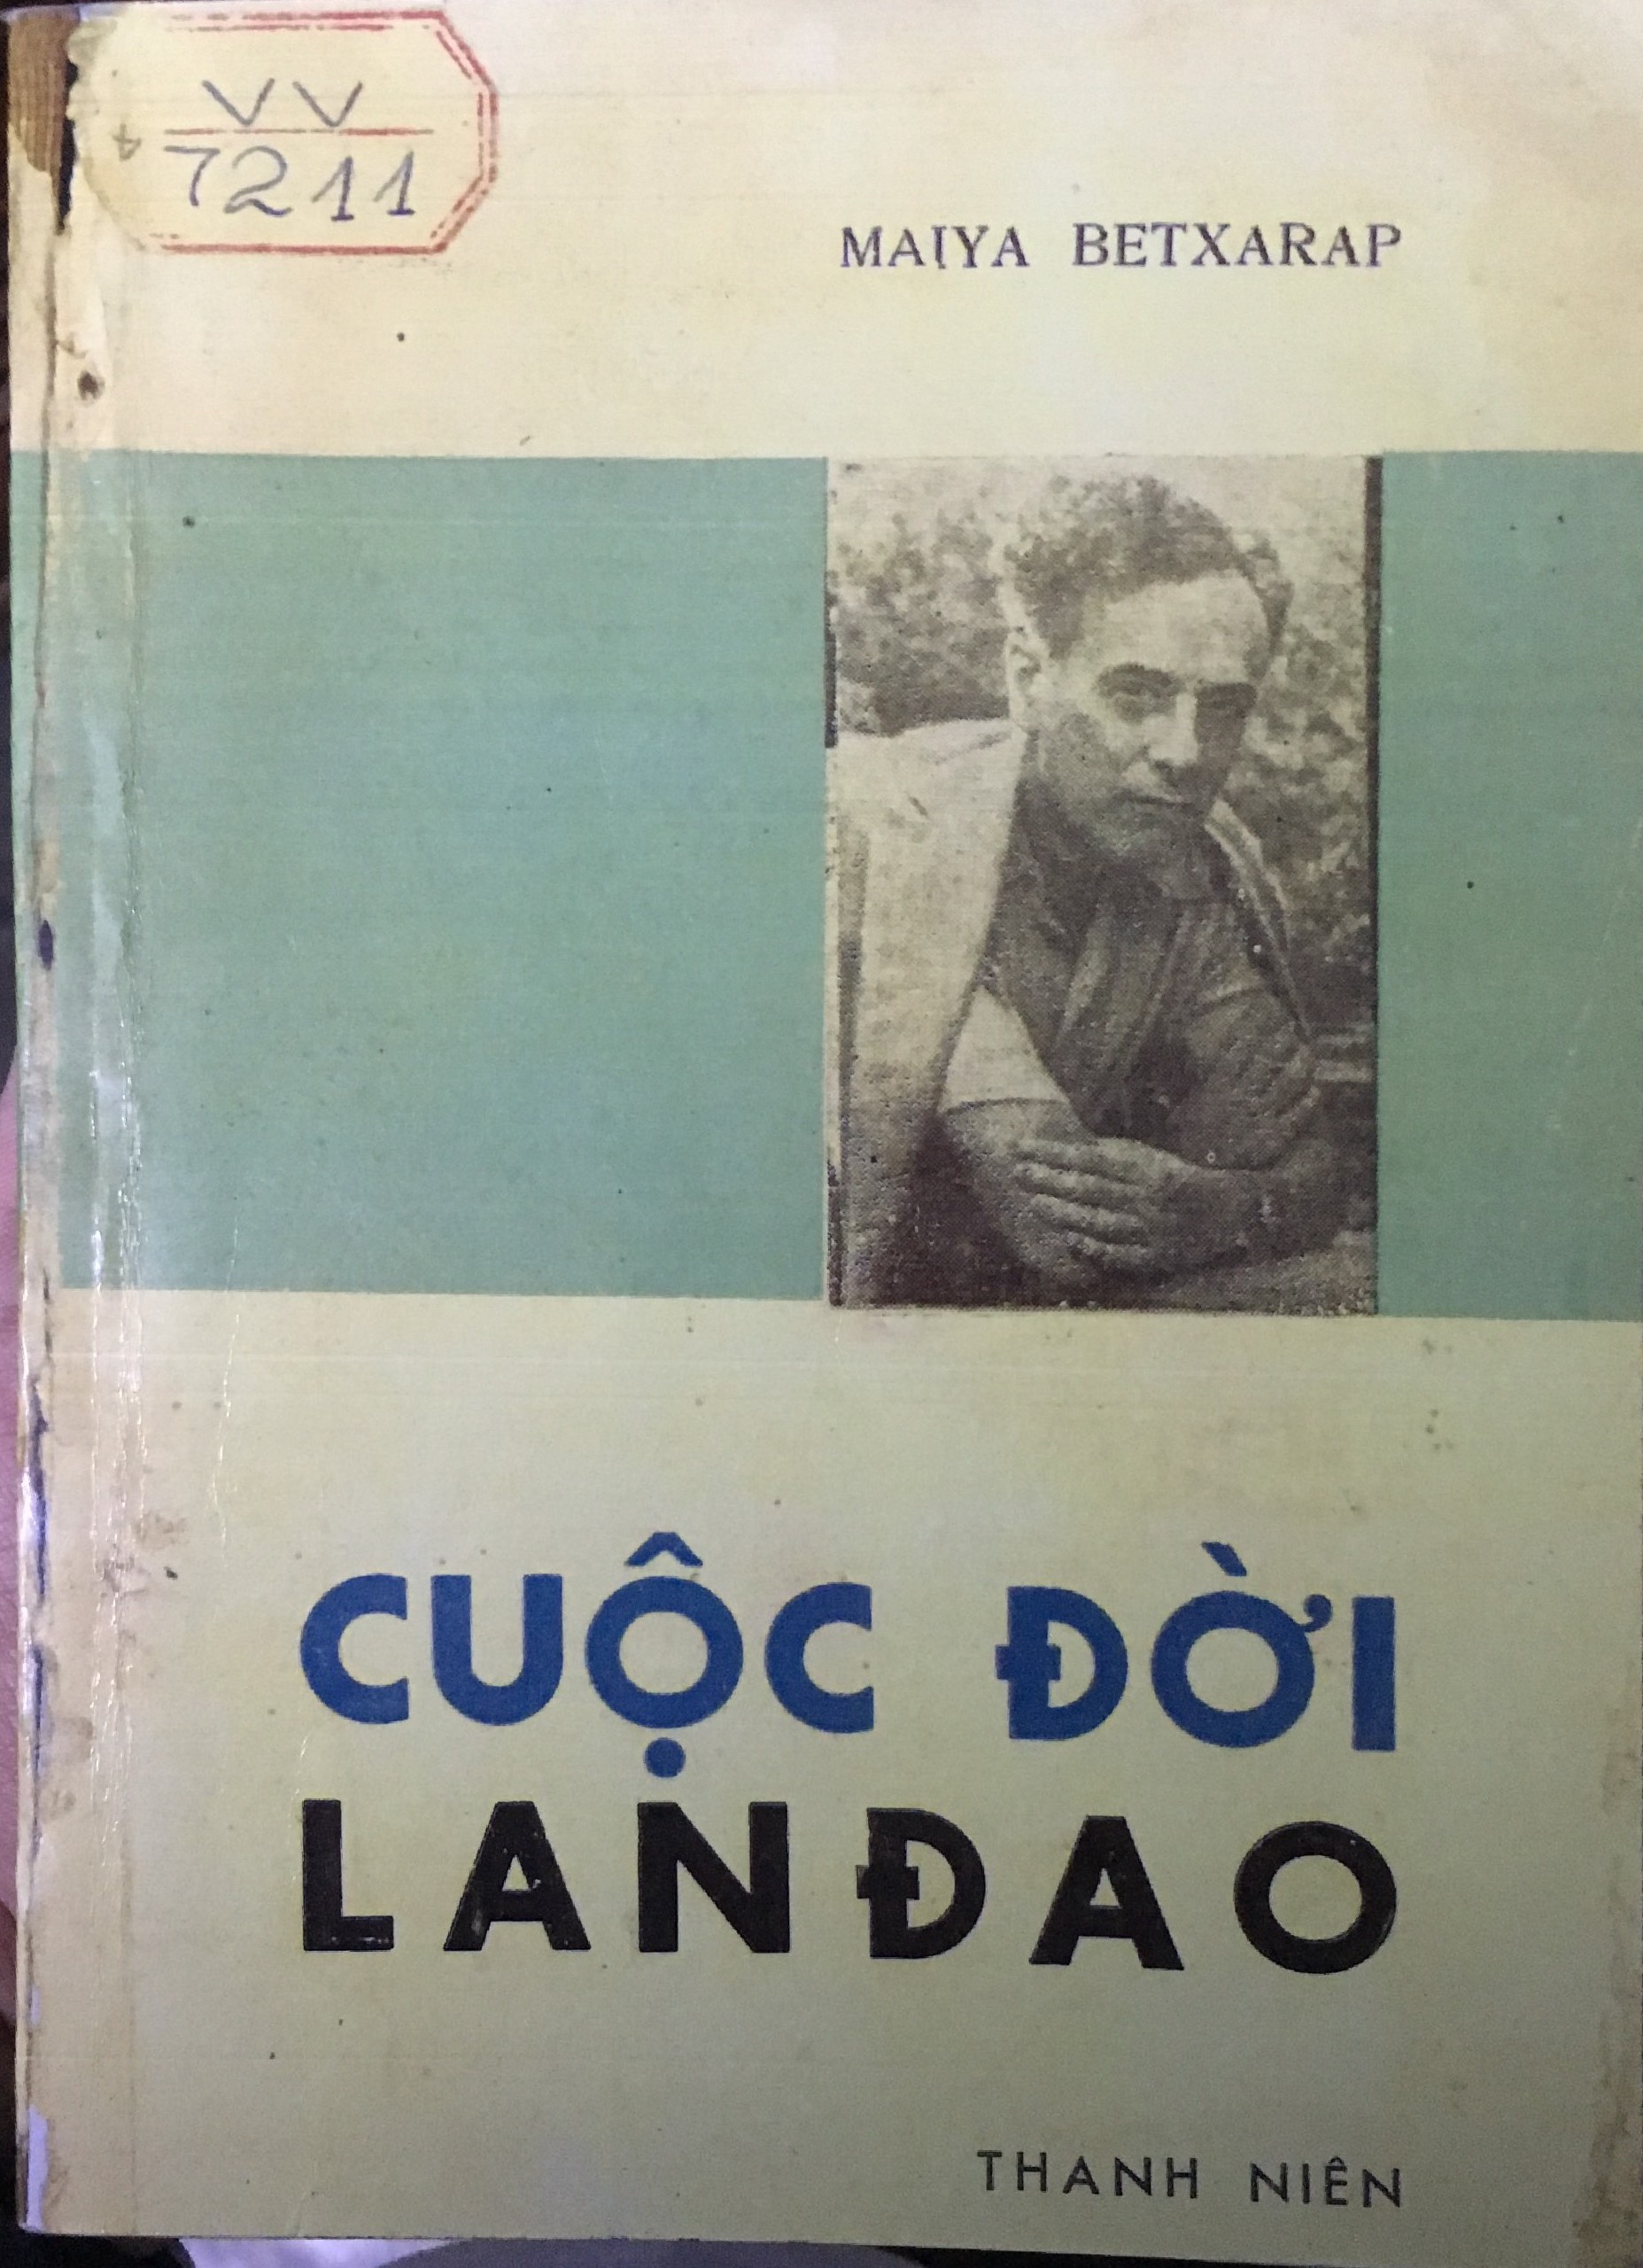 VV
7211
MAIYA BETXARAP
CUỘC ĐỜI
LANĐAO
THANH NIÊN